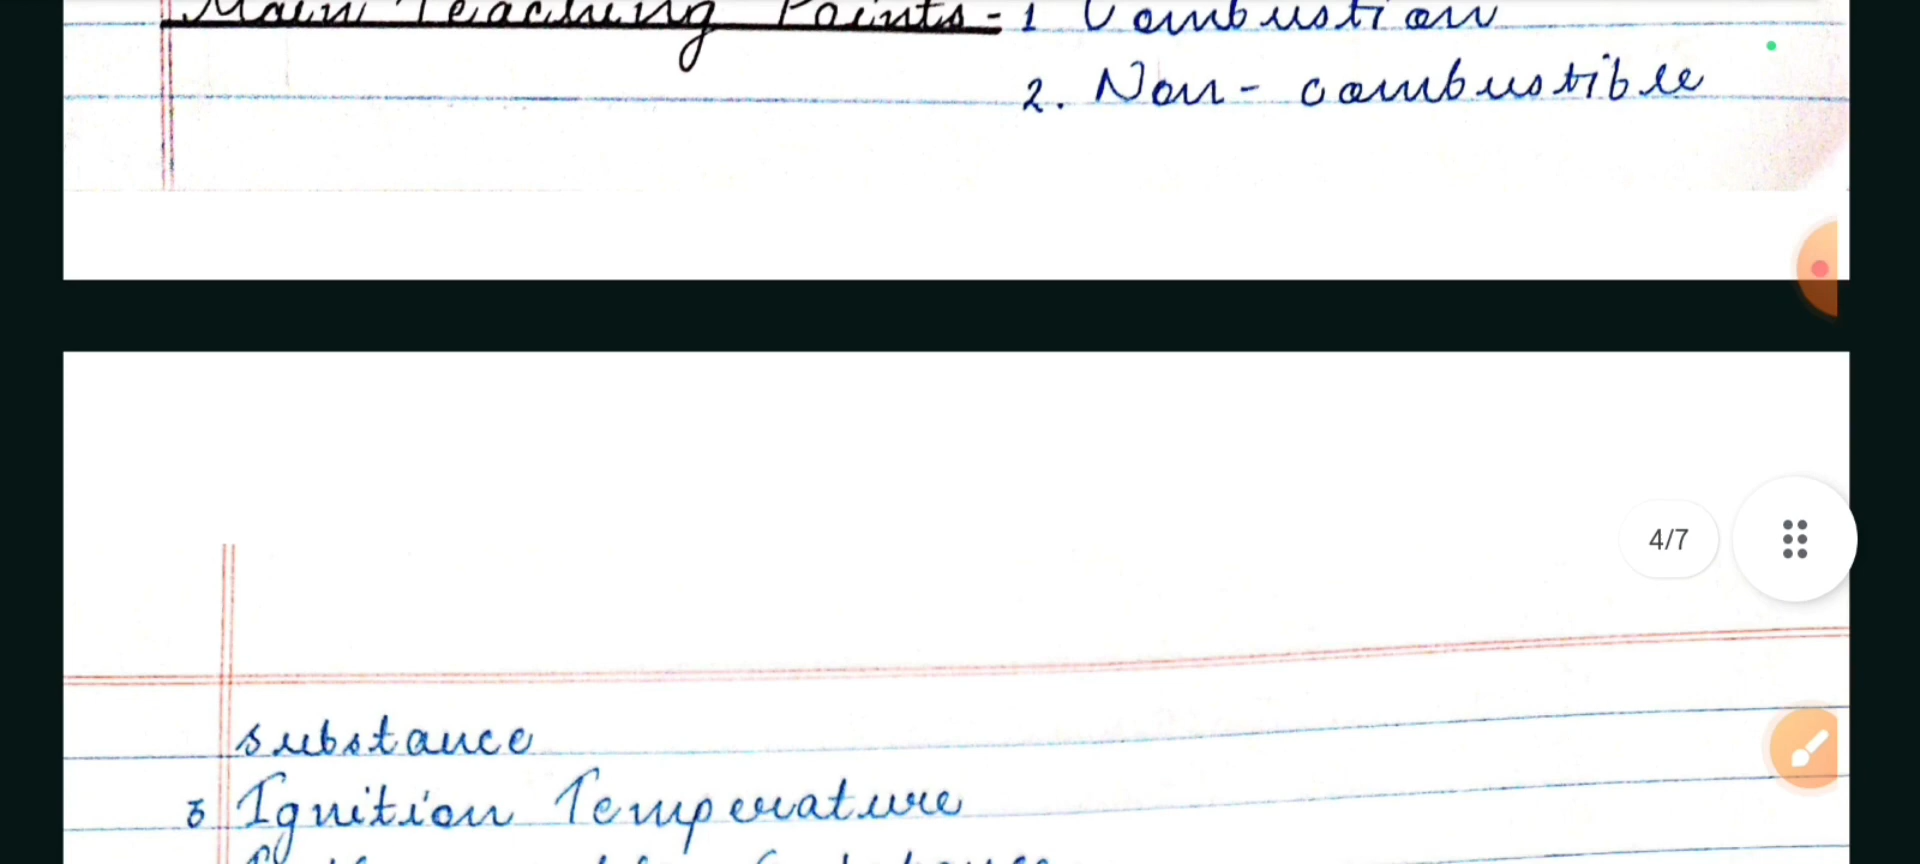 Main Teaching Points - 1 Combustion
2. Non - combustible
4/7
substance
3 Ignition Temperature